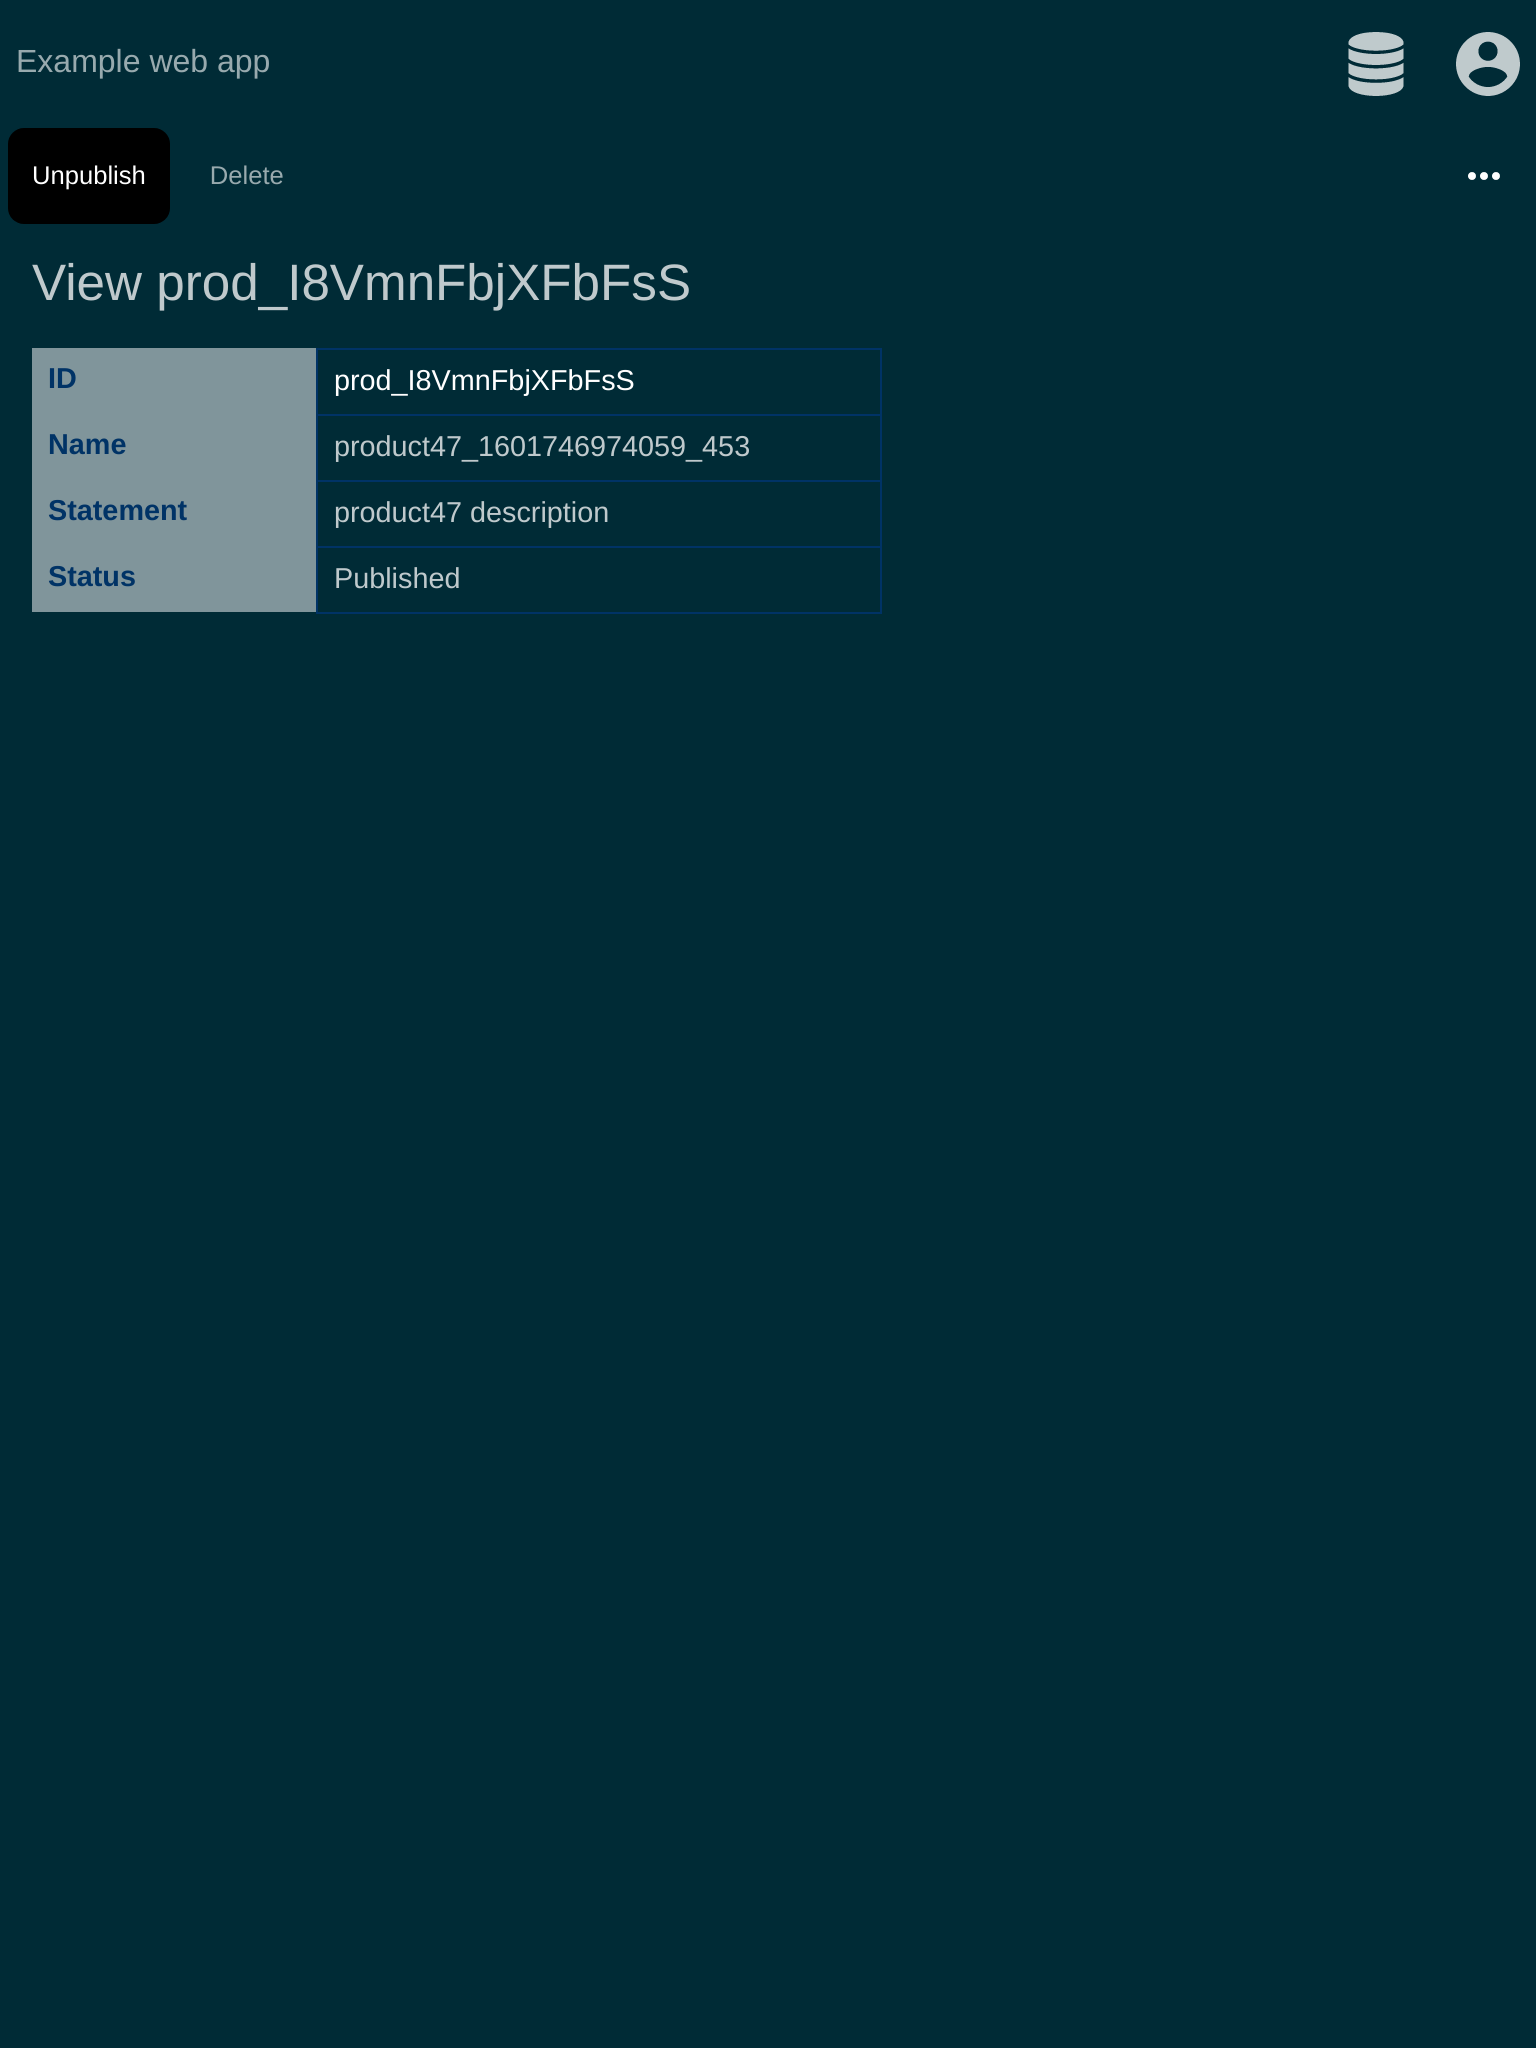 Example web app
Unpublish Delete
View prod_I8VmnFbjXFbFsS
ID prod_I8VmnFbjXFbFsS
Name product47_1601746974059_453
Statement product47 description
Status Published